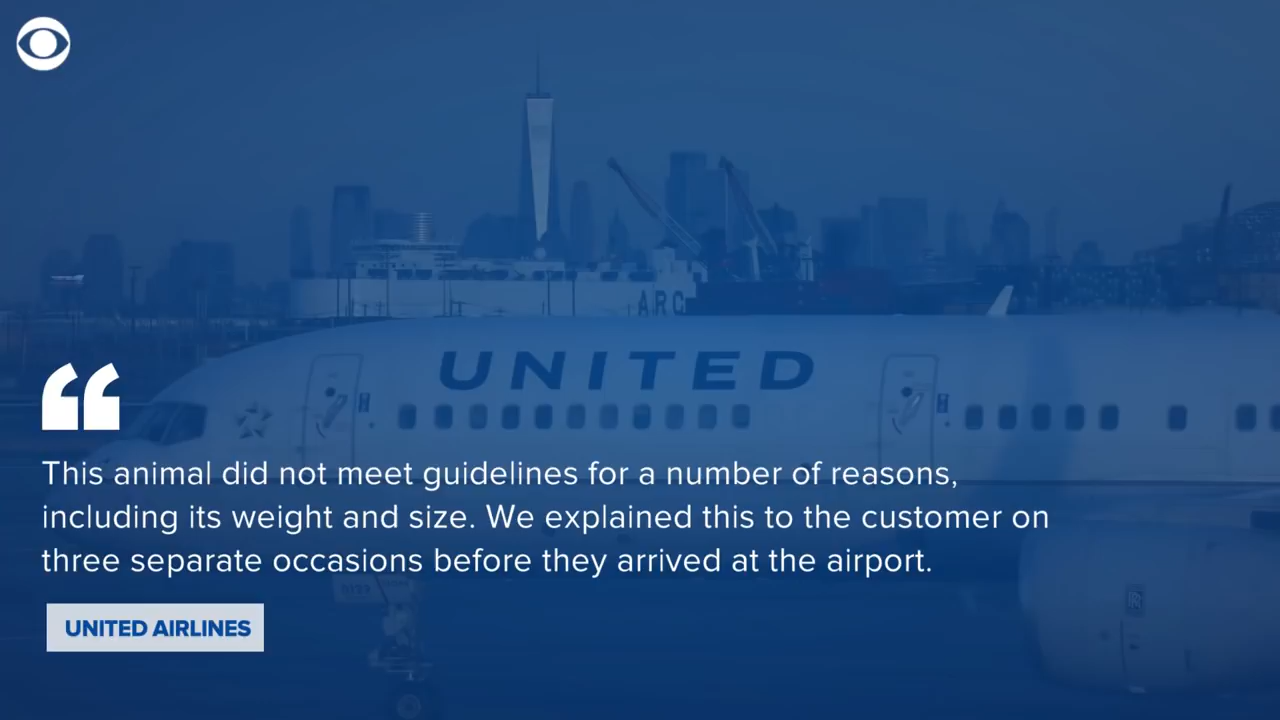 ARC
UNITED
This animal did not meet guidelines for a number of reasons,
including its weight and size. We explained this to the customer on
three separate occasions before they arrived at the airport.
UNITED AIRLINES